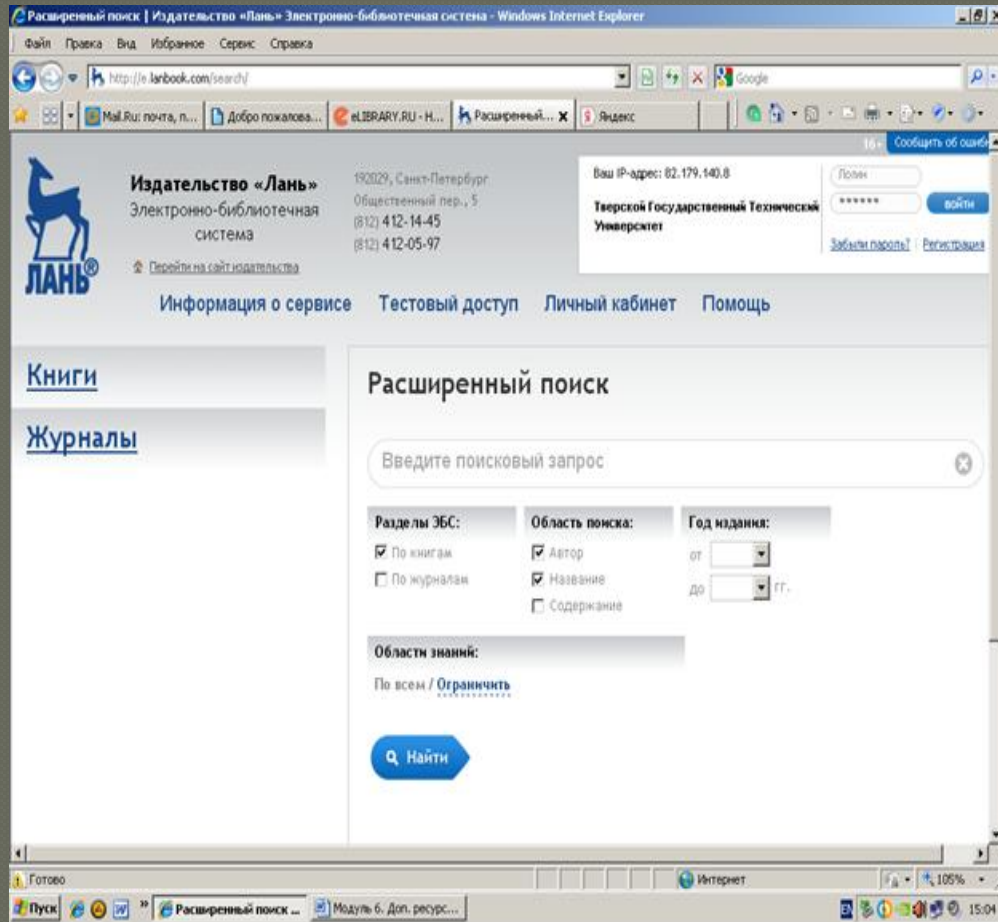 Расширенный поиск | Издательство «Лань» Электронно-библиотечная система - Windows Internet Explorer
Файл Правка Вид Избранное Сервис Справка
http://e.lanbook.com/search/
Google
Mail.Ru: почта, п... Добро пожалова... eLIBRARY.RU - Н... Расширенный... Яндекс
16+ Сообщить об ошиб
Издательство «Лань»
Электронно-библиотечная
система
Перейти на сайт издательства
ЛАНЬ®
192029, Санкт-Петербург
Общественный пер., 5
(812) 412-14-45
(812) 412-05-97
Ваш IP-адрес: 82.179.140.8
Тверской Государственный Технический
Университет
Логин
****** войти
Забыли пароль? Регистрация
Информация о сервисе Тестовый доступ Личный кабинет Помощь
Книги
Журналы
Расширенный поиск
Введите поисковый запрос
Разделы ЭБС: Область поиска: Год издания:
По книгам Автор от
По журналам Название до гг.
Содержание
Области знаний:
По всем / Ограничить
Найти
Готово Интернет 105%
Пуск » Расширенный поиск ... Модуль 6. Доп. ресурс... EN 15:04